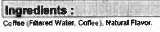 Ingredients :
Coffee (Filtered Water, Coffee), Natural Flavor.